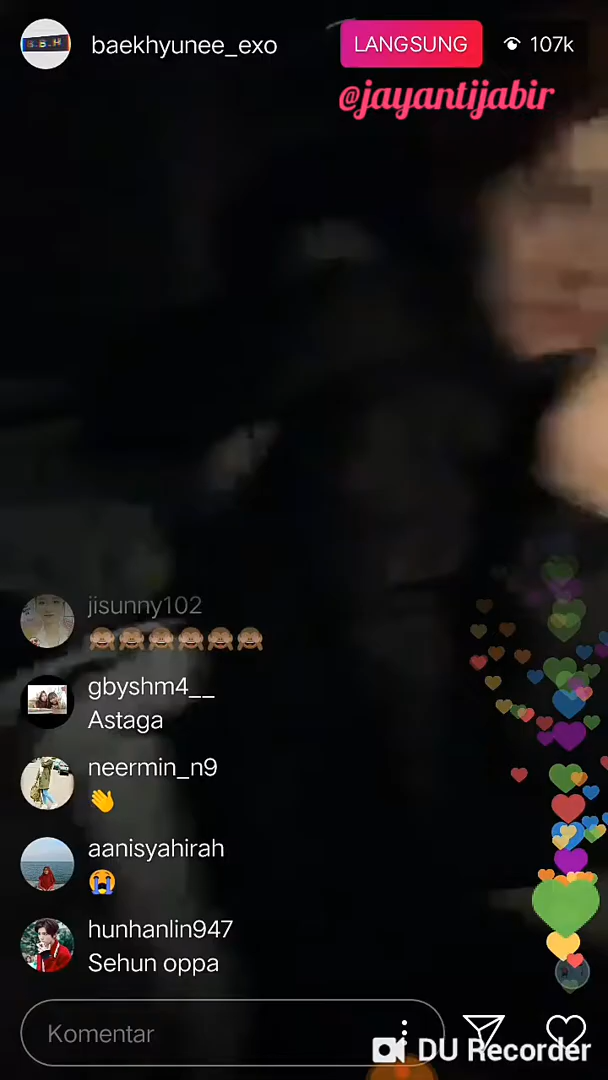 baekhyunee_exo
LANGSUNG
107k
@jayantijabir
jisunny102
🙈🙈🙈🙈🙈🙈
gbyshm4__
Astaga
neermin_n9
👋
aanisyahirah
😭
hunhanlin947
Sehun oppa
Komentar
DU Recorder